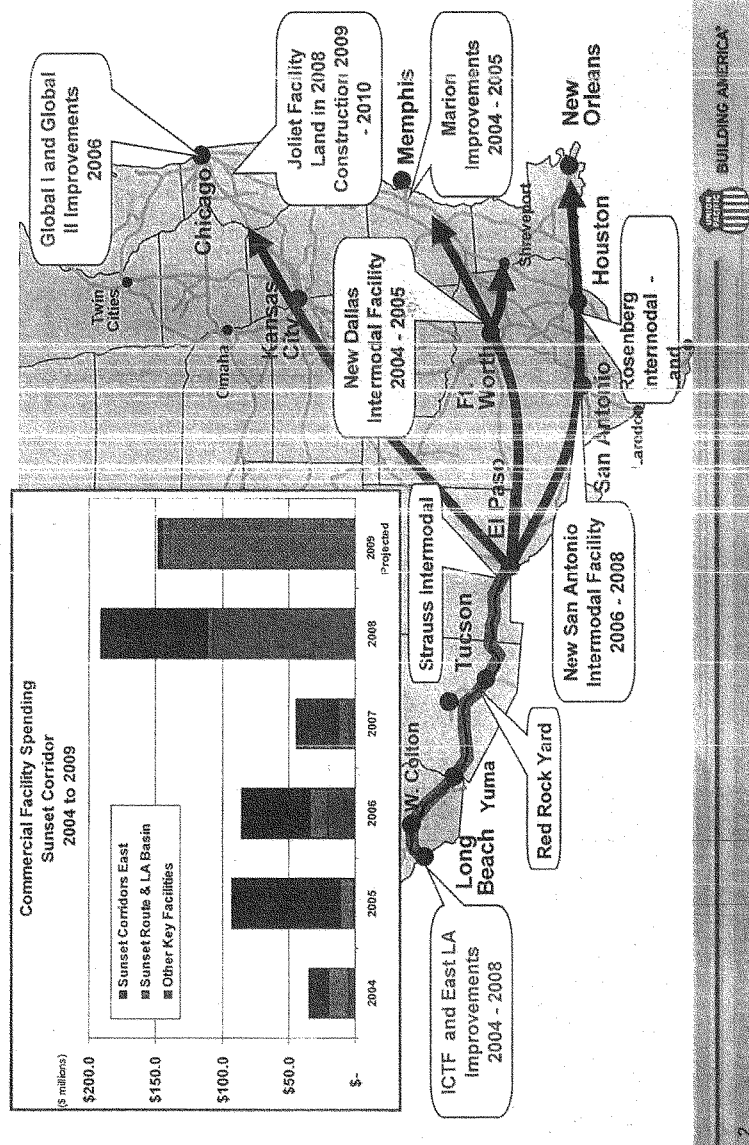 Commercial Facility Spending
Sunset Corridor
2004 to 2009
($ millions)
$200.0
$150.0
$100.0
$50.0
$-
Sunset Corridors East
Sunset Route & LA Basin
Other Key Facilities
2004
2005
2006
2007
2008
2009
Projected
Global I and Global
II Improvements
2006
Twin
Cities
Chicago
Omaha
Joliet Facility
Land in 2008
Construction 2009
- 2010
Kansas
City
New Dallas
Intermodal Facility
2004 - 2005
Memphis
Marion
Improvements
2004 - 2005
Ft.
Worth
Shreveport
W. Colton
Tucson
Strauss Intermodal
El Paso
Long
Beach
Yuma
San Antonio
Houston
New
Orleans
ICTF and East LA
Improvements
2004 - 2008
Red Rock Yard
New San Antonio
Intermodal Facility
2006 - 2008
Laredo
Rosenberg
Intermodal -
Land
2
UNION
PACIFIC
BUILDING AMERICA®